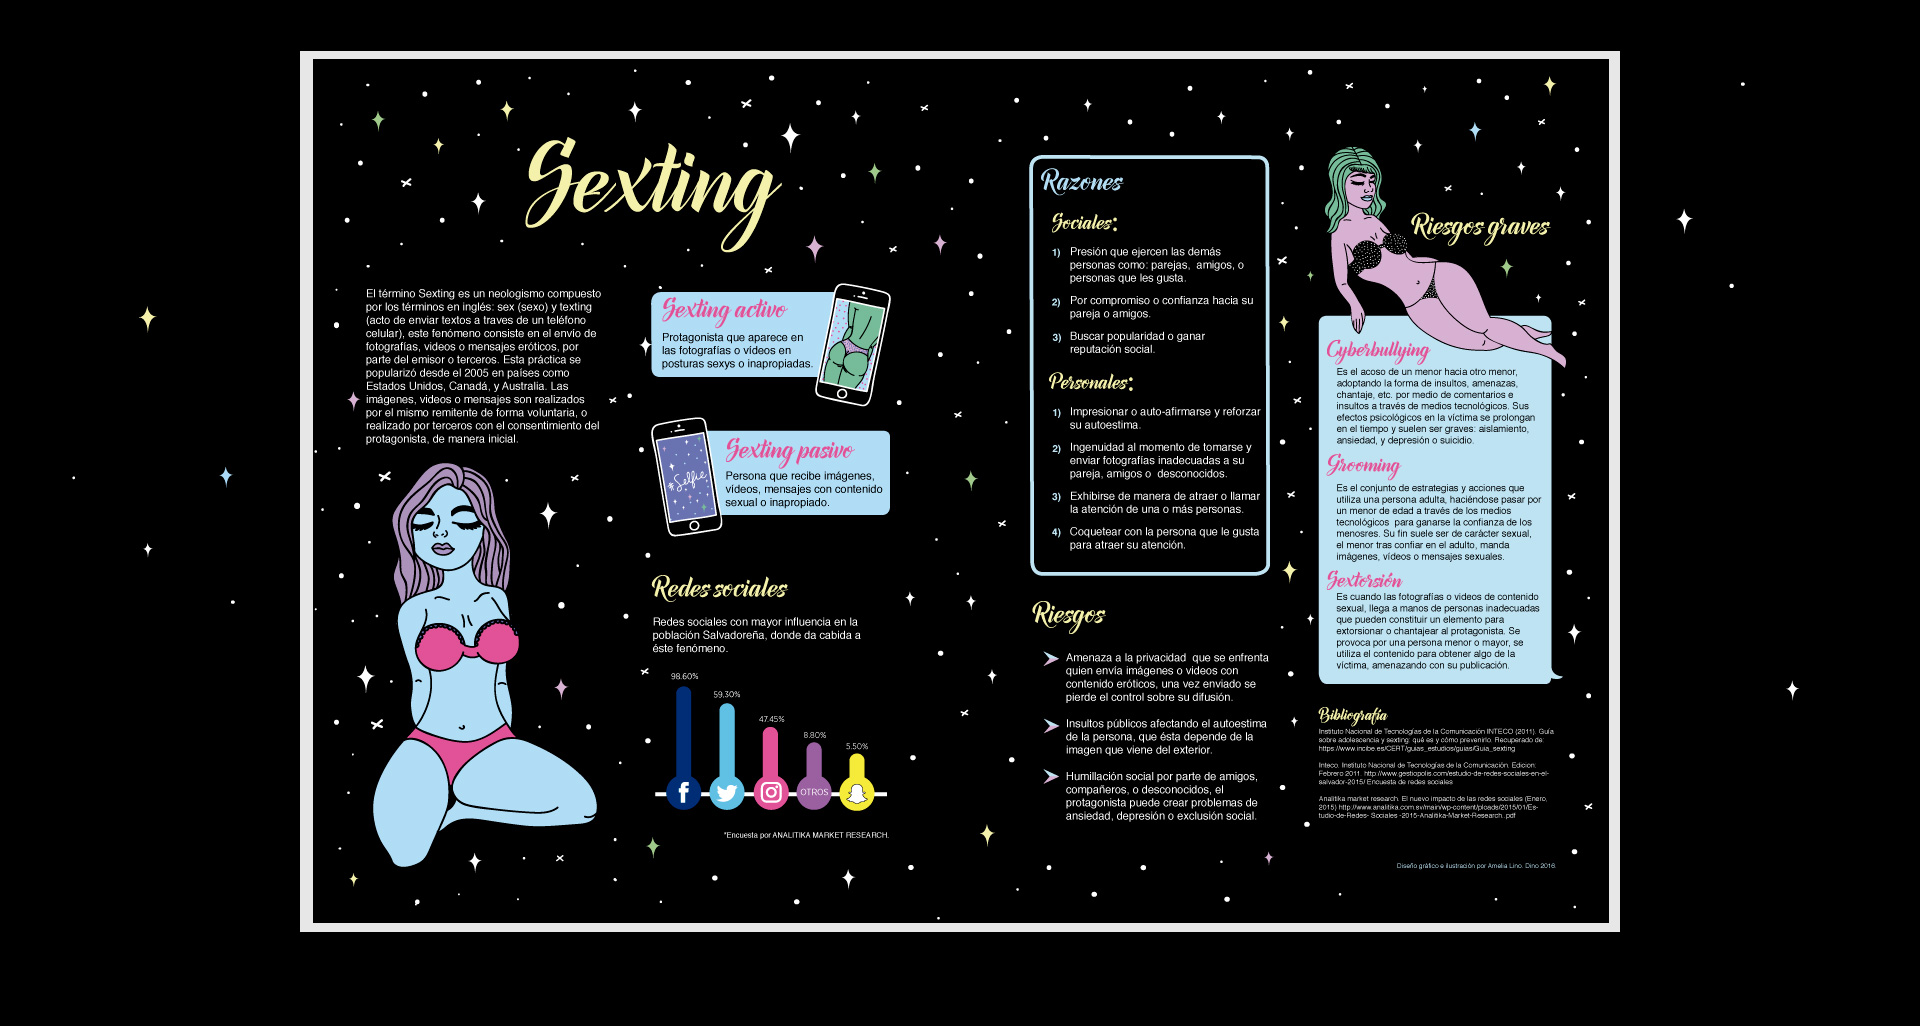 Sexting
El término Sexting es un neologismo compuesto
por los términos en inglés: sex (sexo) y texting
(acto de enviar textos a traves de un teléfono
celular), este fenómeno consiste en el envío de
fotografías, videos o mensajes eróticos, por
parte del emisor o terceros. Esta práctica se
popularizó desde el 2005 en países como
Estados Unidos, Canadá, y Australia. Las
imágenes, videos o mensajes son realizados
por el mismo remitente de forma voluntaria, o
realizado por terceros con el consentimiento del
protagonista, de manera inicial.
Sexting activo
Protagonista que aparece en
las fotografías o vídeos en
posturas sexys o inapropiadas.
*Selfie
Sexting pasivo
Persona que recibe imágenes,
vídeos, mensajes con contenido
sexual o inapropiado.
Redes sociales
Redes sociales con mayor influencia en la
población Salvadoreña, donde da cabida a
éste fenómeno.
98.60%
59.30%
47.45%
8.80%
5.50%
OTROS
*Encuesta por ANALITIKA MARKET RESEARCH.
Razones
Sociales:
1) Presión que ejercen las demás
personas como: parejas, amigos, o
personas que les gusta.
2) Por compromiso o confianza hacia su
pareja o amigos.
3) Buscar popularidad o ganar
reputación social.
Personales:
1) Impresionar o auto-afirmarse y reforzar
su autoestima.
2) Ingenuidad al momento de tomarse y
enviar fotografías inadecuadas a su
pareja, amigos o desconocidos.
3) Exhibirse de manera de atraer o llamar
la atención de una o más personas.
4) Coquetear con la persona que le gusta
para atraer su atención.
Riesgos
Amenaza a la privacidad que se enfrenta
quien envía imágenes o videos con
contenido eróticos, una vez enviado se
pierde el control sobre su difusión.
Insultos públicos afectando el autoestima
de la persona, que ésta depende de la
imagen que viene del exterior.
Humillación social por parte de amigos,
compañeros, o desconocidos, el
protagonista puede crear problemas de
ansiedad, depresión o exclusión social.
Riesgos graves
Cyberbullying
Es el acoso de un menor hacia otro menor,
adoptando la forma de insultos, amenazas,
chantaje, etc. por medio de comentarios e
insultos a través de medios tecnológicos. Sus
efectos psicológicos en la víctima se prolongan
en el tiempo y suelen ser graves: aislamiento,
ansiedad, y depresión o suicidio.
Grooming
Es el conjunto de estrategias y acciones que
utiliza una persona adulta, haciéndose pasar por
un menor de edad a través de los medios
tecnológicos para ganarse la confianza de los
menosres. Su fin suele ser de carácter sexual,
el menor tras confiar en el adulto, manda
imágenes, vídeos o mensajes sexuales.
Sextorsión
Es cuando las fotografías o videos de contenido
sexual, llega a manos de personas inadecuadas
que pueden constituir un elemento para
extorsionar o chantajear al protagonista. Se
provoca por una persona menor o mayor, se
utiliza el contenido para obtener algo de la
víctima, amenazando con su publicación.
Bibliografía
Instituto Nacional de Tecnologías de la Comunicación INTECO (2011). Guía
sobre adolescencia y sexting: qué es y cómo prevenirlo. Recuperado de:
https://www.incibe.es/CERT/guias_estudios/guias/Guia_sexting
Inteco. Instituto Nacional de Tecnologías de la Comunicación. Edicion:
Febrero 2011. http://www.gestiopolis.com/estudio-de-redes-sociales-en-el-
salvador-2015/ Encuesta de redes sociales
Analitika market research. El nuevo impacto de las redes sociales (Enero,
2015) http://www.analitika.com.sv/main/wp-content/ploads/2015/01/Es-
tudio-de-Redes- Sociales -2015-Analitika-Market-Research..pdf
Diseño gráfico e ilustración por Amelia Lino. Dino 2016.